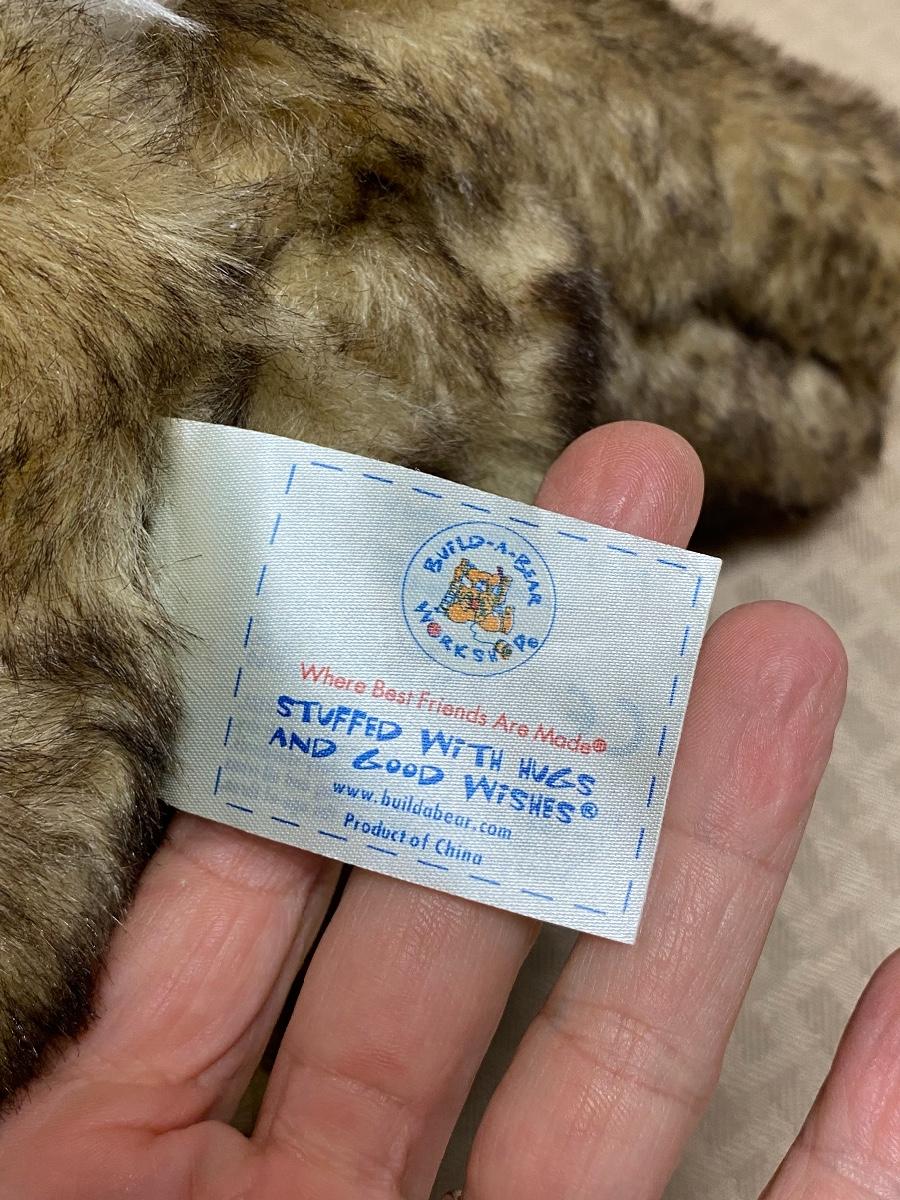 BUILD-A-BEAR
WORKSHOP®
Where Best Friends Are Made®
STUFFED WITH HUGS
AND GOOD WISHES®
www.buildabear.com
Product of China